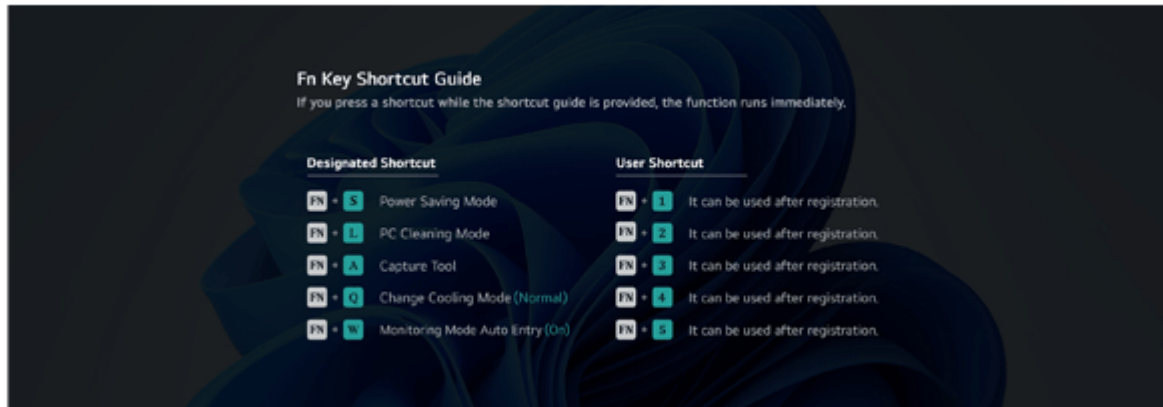 Fn Key Shortcut Guide
If you press a shortcut while the shortcut guide is provided, the function runs immediately.
Designated Shortcut
FN + S Power Saving Mode
FN + L PC Cleaning Mode
FN + A Capture Tool
FN + Q Change Cooling Mode (Normal)
FN + W Monitoring Mode Auto Entry (On)
User Shortcut
FN + 1 It can be used after registration.
FN + 2 It can be used after registration.
FN + 3 It can be used after registration.
FN + 4 It can be used after registration.
FN + 5 It can be used after registration.